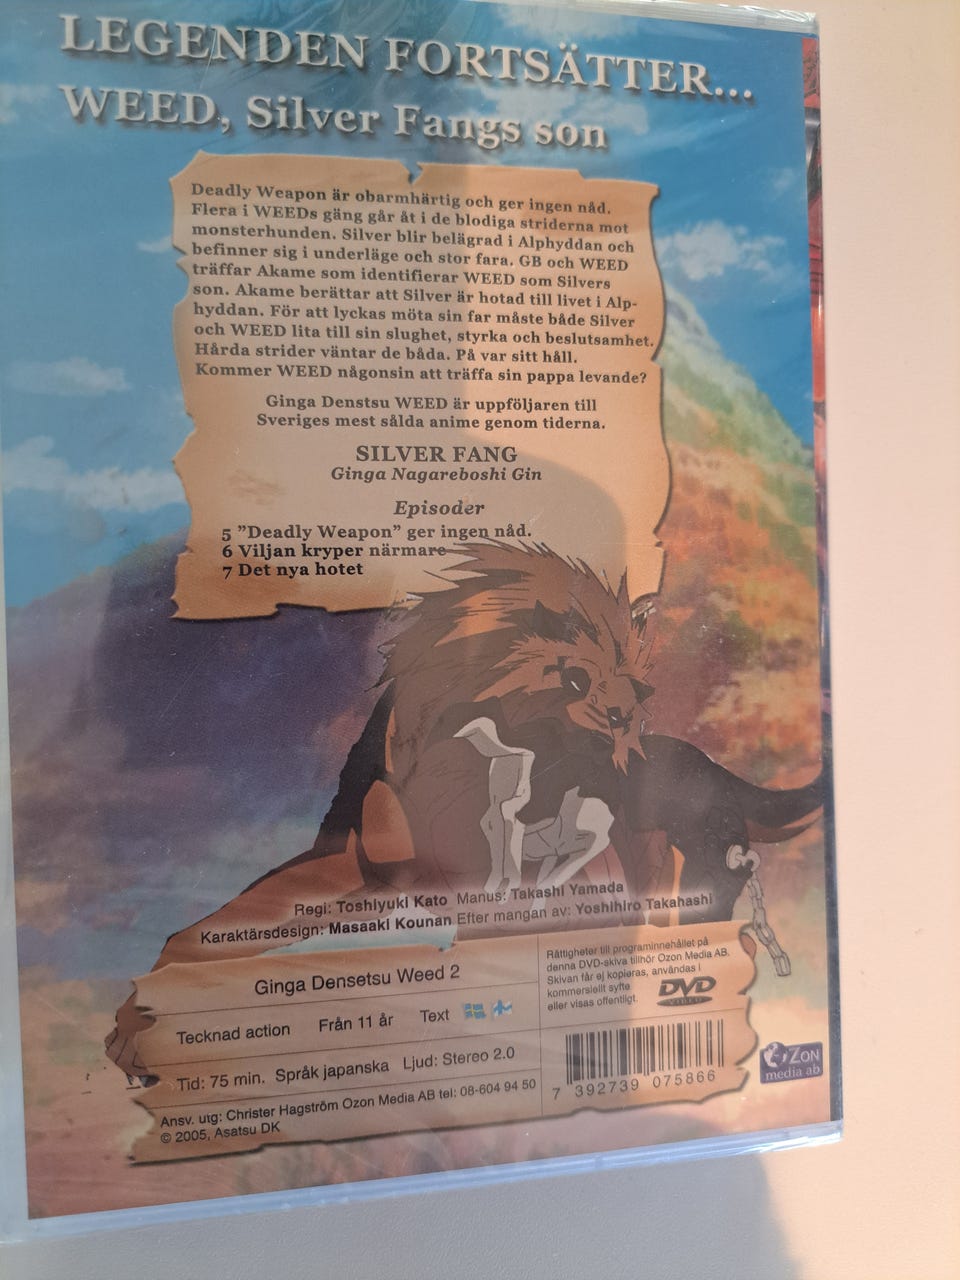 LEGENDEN FORTSÄTTER...
WEED, Silver Fangs son
Deadly Weapon är obarmhärtig och ger ingen nåd.
Flera i WEEDs gäng går åt i de blodiga striderna mot
monsterhunden. Silver blir belägrad i Alphyddan och
befinner sig i underläge och stor fara. GB och WEED
träffar Akame som identifierar WEED som Silvers
son. Akame berättar att Silver är hotad till livet i Alp-
hyddan. För att lyckas möta sin far måste både Silver
och WEED lita till sin slughet, styrka och beslutsamhet.
Hårda strider väntar de båda. På var sitt håll.
Kommer WEED någonsin att träffa sin pappa levande?
Ginga Denstsu WEED är uppföljaren till
Sveriges mest sålda anime genom tiderna.
SILVER FANG
Ginga Nagareboshi Gin
Episoder
5 ”Deadly Weapon” ger ingen nåd.
6 Viljan kryper närmare
7 Det nya hotet
Regi: Toshiyuki Kato Manus: Takashi Yamada
Karaktärsdesign: Masaaki Kounan Efter mangan av: Yoshihiro Takahashi
Ginga Densetsu Weed 2
Tecknad action Från 11 år Text
Tid: 75 min. Språk japanska Ljud: Stereo 2.0
Ansv. utg: Christer Hagström Ozon Media AB tel: 08-604 94 50
© 2005, Asatsu DK
Rättigheter till programinnehållet på
denna DVD-skiva tillhör Ozon Media AB.
Skivan får ej kopieras, användas i
kommersiellt syfte
eller visas offentligt.
DVD
VIDEO
7 392739 075866
OZON
media ab